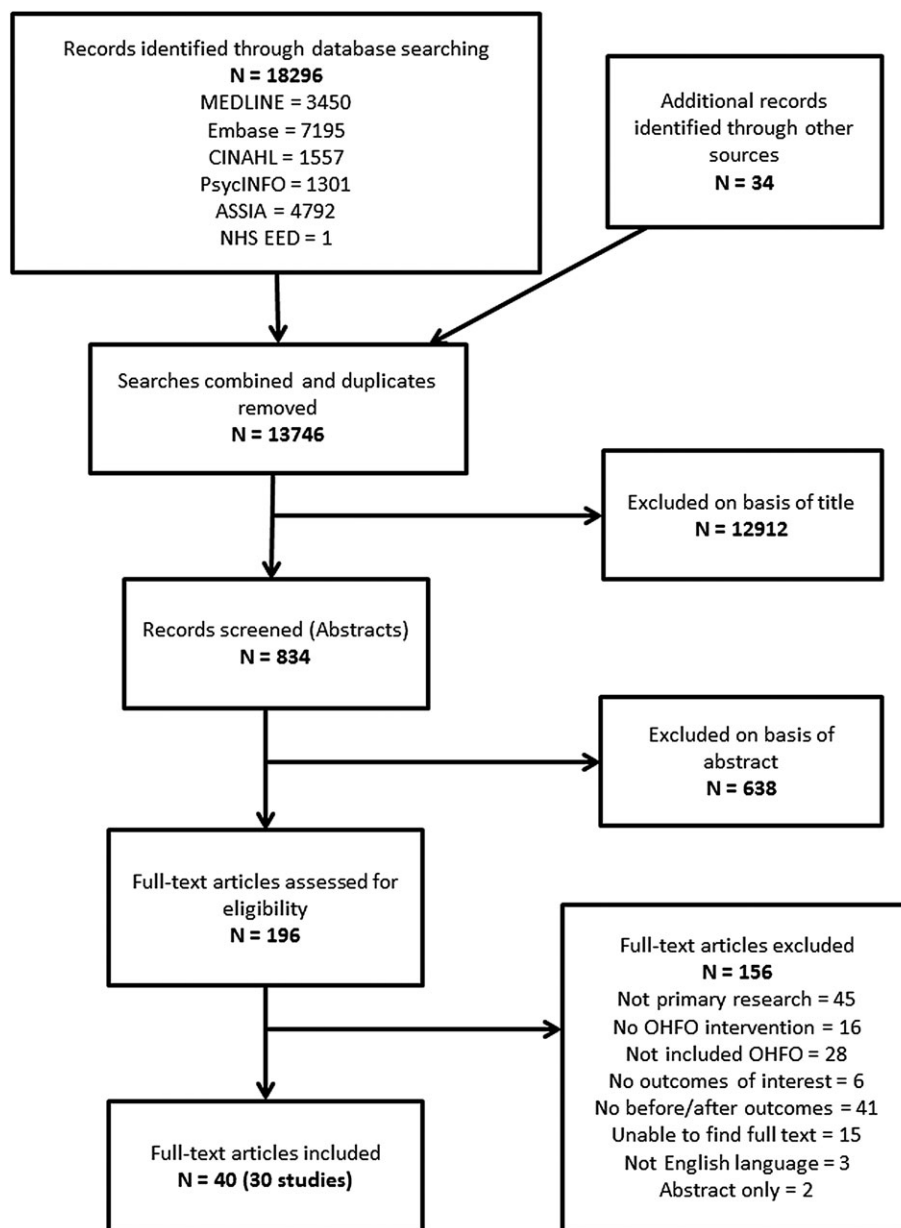 Records identified through database searching
N = 18296
MEDLINE = 3450
Embase = 7195
CINAHL = 1557
PsycINFO = 1301
ASSIA = 4792
NHS EED = 1
Additional records
identified through other
sources
N = 34
Searches combined and duplicates
removed
N = 13746
Excluded on basis of title
N = 12912
Records screened (Abstracts)
N = 834
Excluded on basis of
abstract
N = 638
Full-text articles assessed for
eligibility
N = 196
Full-text articles excluded
N = 156
Not primary research = 45
No OHFO intervention = 16
Not included OHFO = 28
No outcomes of interest = 6
No before/after outcomes = 41
Unable to find full text = 15
Not English language = 3
Abstract only = 2
Full-text articles included
N = 40 (30 studies)